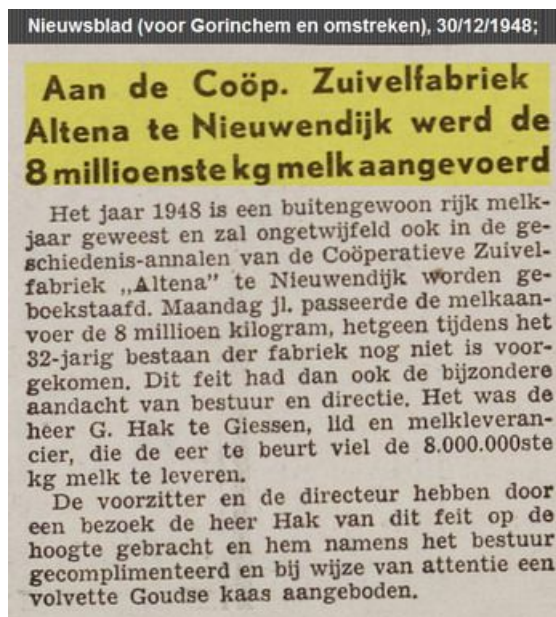 Nieuwsblad (voor Gorinchem en omstreken), 30/12/1948;
Aan de Coöp. Zuivelfabriek
Altena te Nieuwendijk werd de
8 millioenste kg melk aangevoerd
Het jaar 1948 is een buitengewoon rijk melk-
jaar geweest en zal ongetwijfeld ook in de ge-
schiedenis-annalen van de Coöperatieve Zuivel-
fabriek „Altena” te Nieuwendijk worden ge-
boekstaafd. Maandag jl. passeerde de melkaan-
voer de 8 millioen kilogram, hetgeen tijdens het
32-jarig bestaan der fabriek nog niet is voor-
gekomen. Dit feit had dan ook de bijzondere
aandacht van bestuur en directie. Het was de
heer G. Hak te Giessen, lid en melkleveran-
cier, die de eer te beurt viel de 8.000.000ste
kg melk te leveren.
De voorzitter en de directeur hebben door
een bezoek de heer Hak van dit feit op de
hoogte gebracht en hem namens het bestuur
gecomplimenteerd en bij wijze van attentie een
volvette Goudse kaas aangeboden.